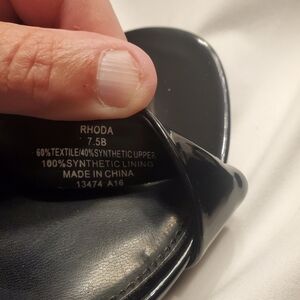 RHODA
7.5B
60%TEXTILE/40%SYNTHETIC UPPER
100%SYNTHETIC LINING
MADE IN CHINA
13474 A16